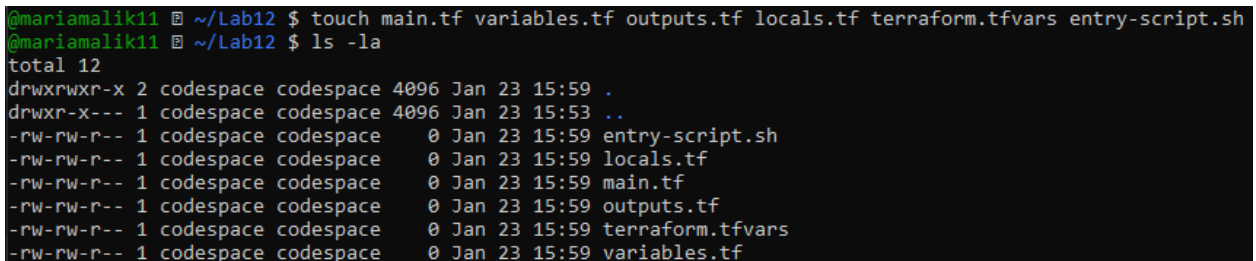 @mariamalik11 ⍰ ~/Lab12 $ touch main.tf variables.tf outputs.tf locals.tf terraform.tfvars entry-script.sh
@mariamalik11 ⍰ ~/Lab12 $ ls -la
total 12
drwxrwxr-x 2 codespace codespace 4096 Jan 23 15:59 .
drwxr-x--- 1 codespace codespace 4096 Jan 23 15:53 ..
-rw-rw-r-- 1 codespace codespace    0 Jan 23 15:59 entry-script.sh
-rw-rw-r-- 1 codespace codespace    0 Jan 23 15:59 locals.tf
-rw-rw-r-- 1 codespace codespace    0 Jan 23 15:59 main.tf
-rw-rw-r-- 1 codespace codespace    0 Jan 23 15:59 outputs.tf
-rw-rw-r-- 1 codespace codespace    0 Jan 23 15:59 terraform.tfvars
-rw-rw-r-- 1 codespace codespace    0 Jan 23 15:59 variables.tf